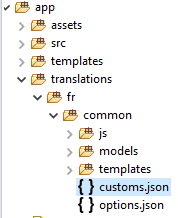 app
assets
src
templates
translations
fr
common
js
models
templates
customs.json
options.json